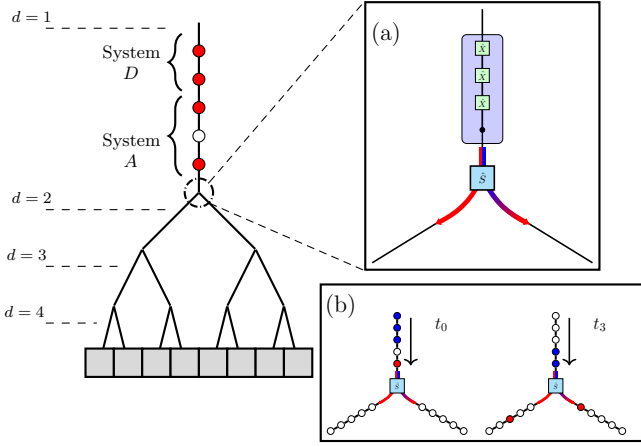 d = 1
System
D
System
A
d = 2
d = 3
d = 4
(a)
X̂
X̂
X̂
Ŝ
(b)
t₀
t₃
Ŝ
Ŝ